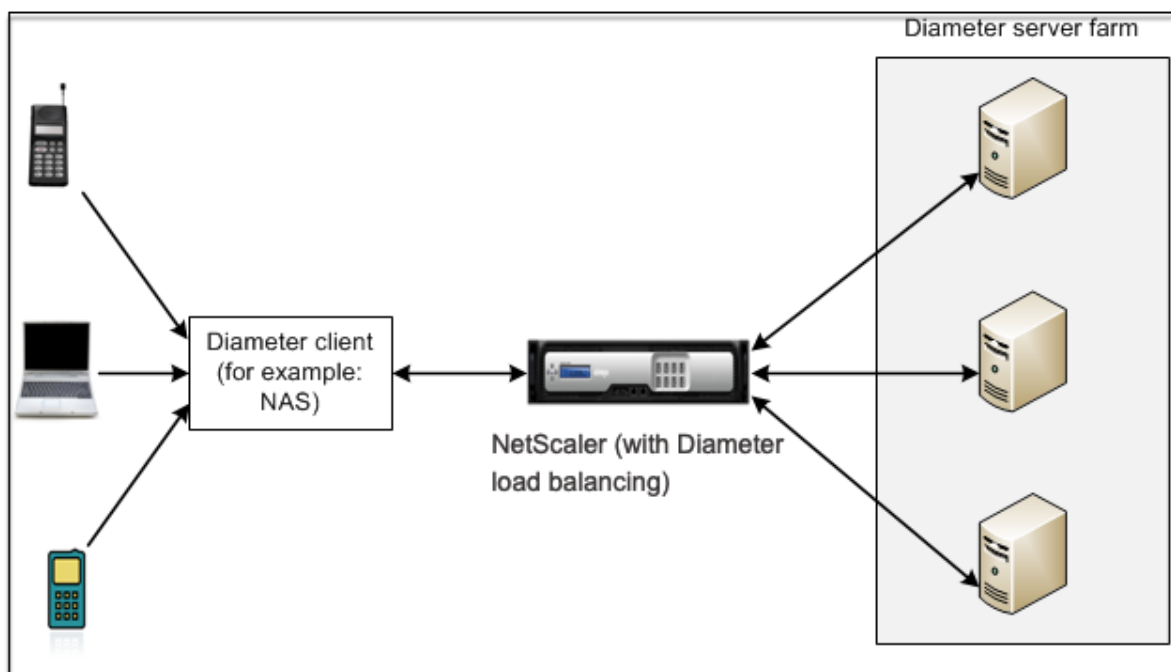 Diameter server farm
Diameter client
(for example:
NAS)
NetScaler (with Diameter
load balancing)